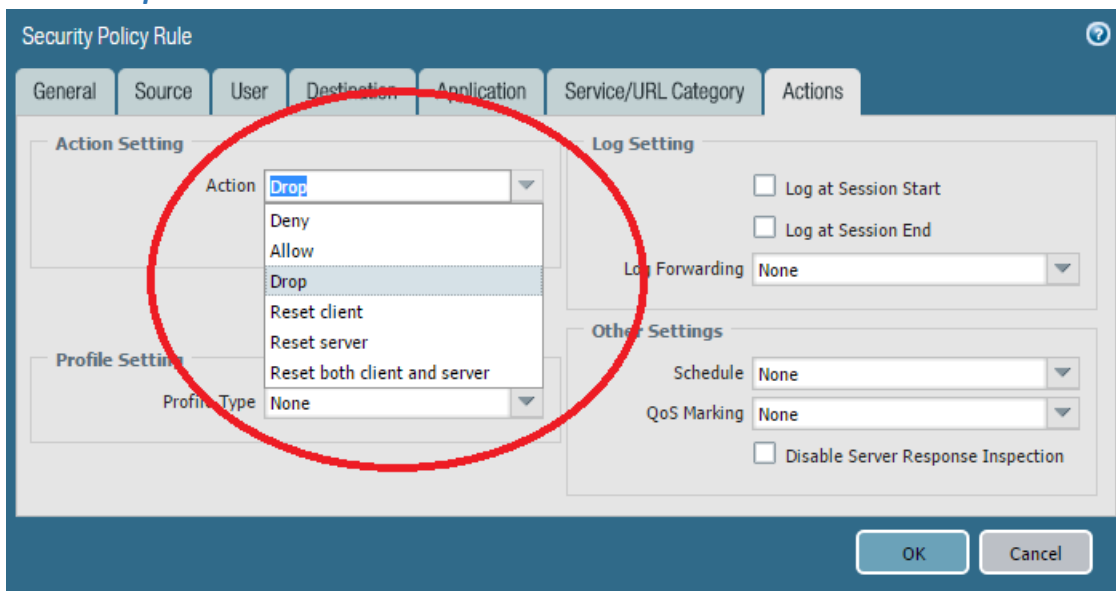 Security Policy Rule
General Source User Destination Application Service/URL Category Actions
Action Setting
Action Drop
Deny
Allow
Drop
Reset client
Reset server
Reset both client and server
Profile Setting
Profile Type None
Log Setting
Log at Session Start
Log at Session End
Log Forwarding None
Other Settings
Schedule None
QoS Marking None
Disable Server Response Inspection
OK Cancel